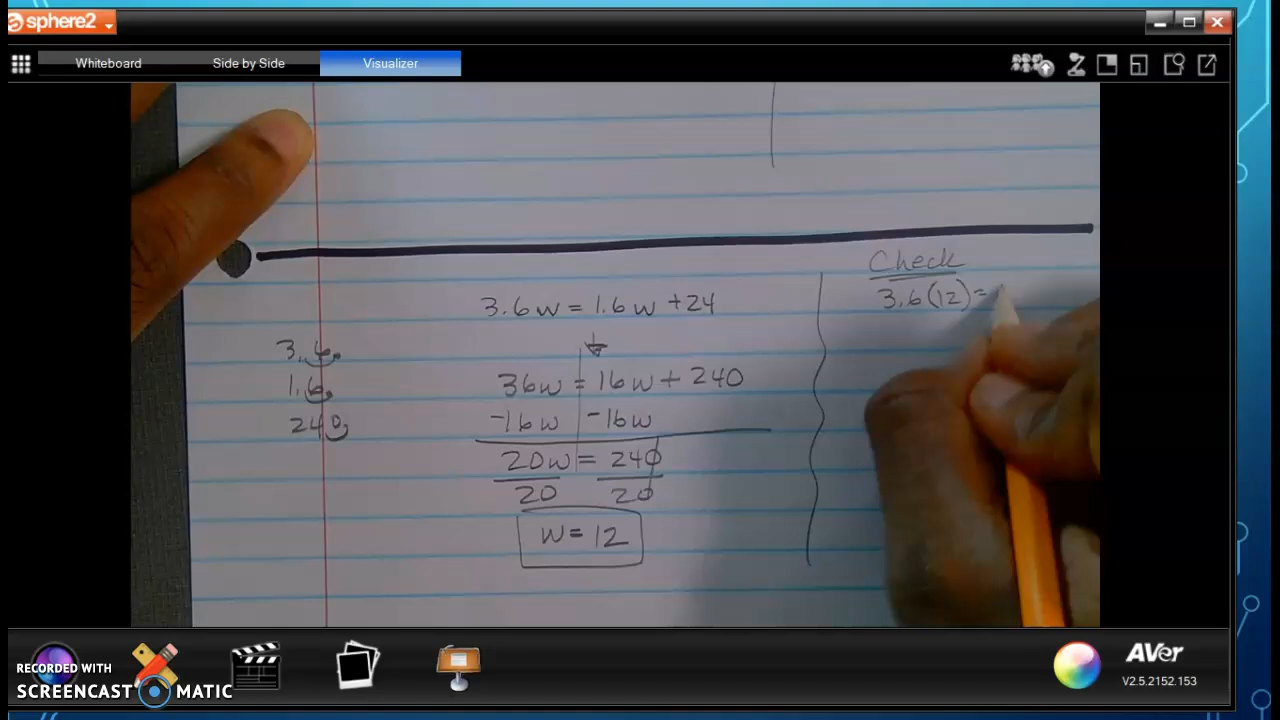 sphere2
Whiteboard Side by Side Visualizer
Check
3.6(12)=
3.6w = 1.6w +24
3.6.
1.6.
240
36w = 16w + 240
-16w -16w
20w = 240
20 20
w = 12
RECORDED WITH
SCREENCAST MATIC
AVer
V2.5.2152.153